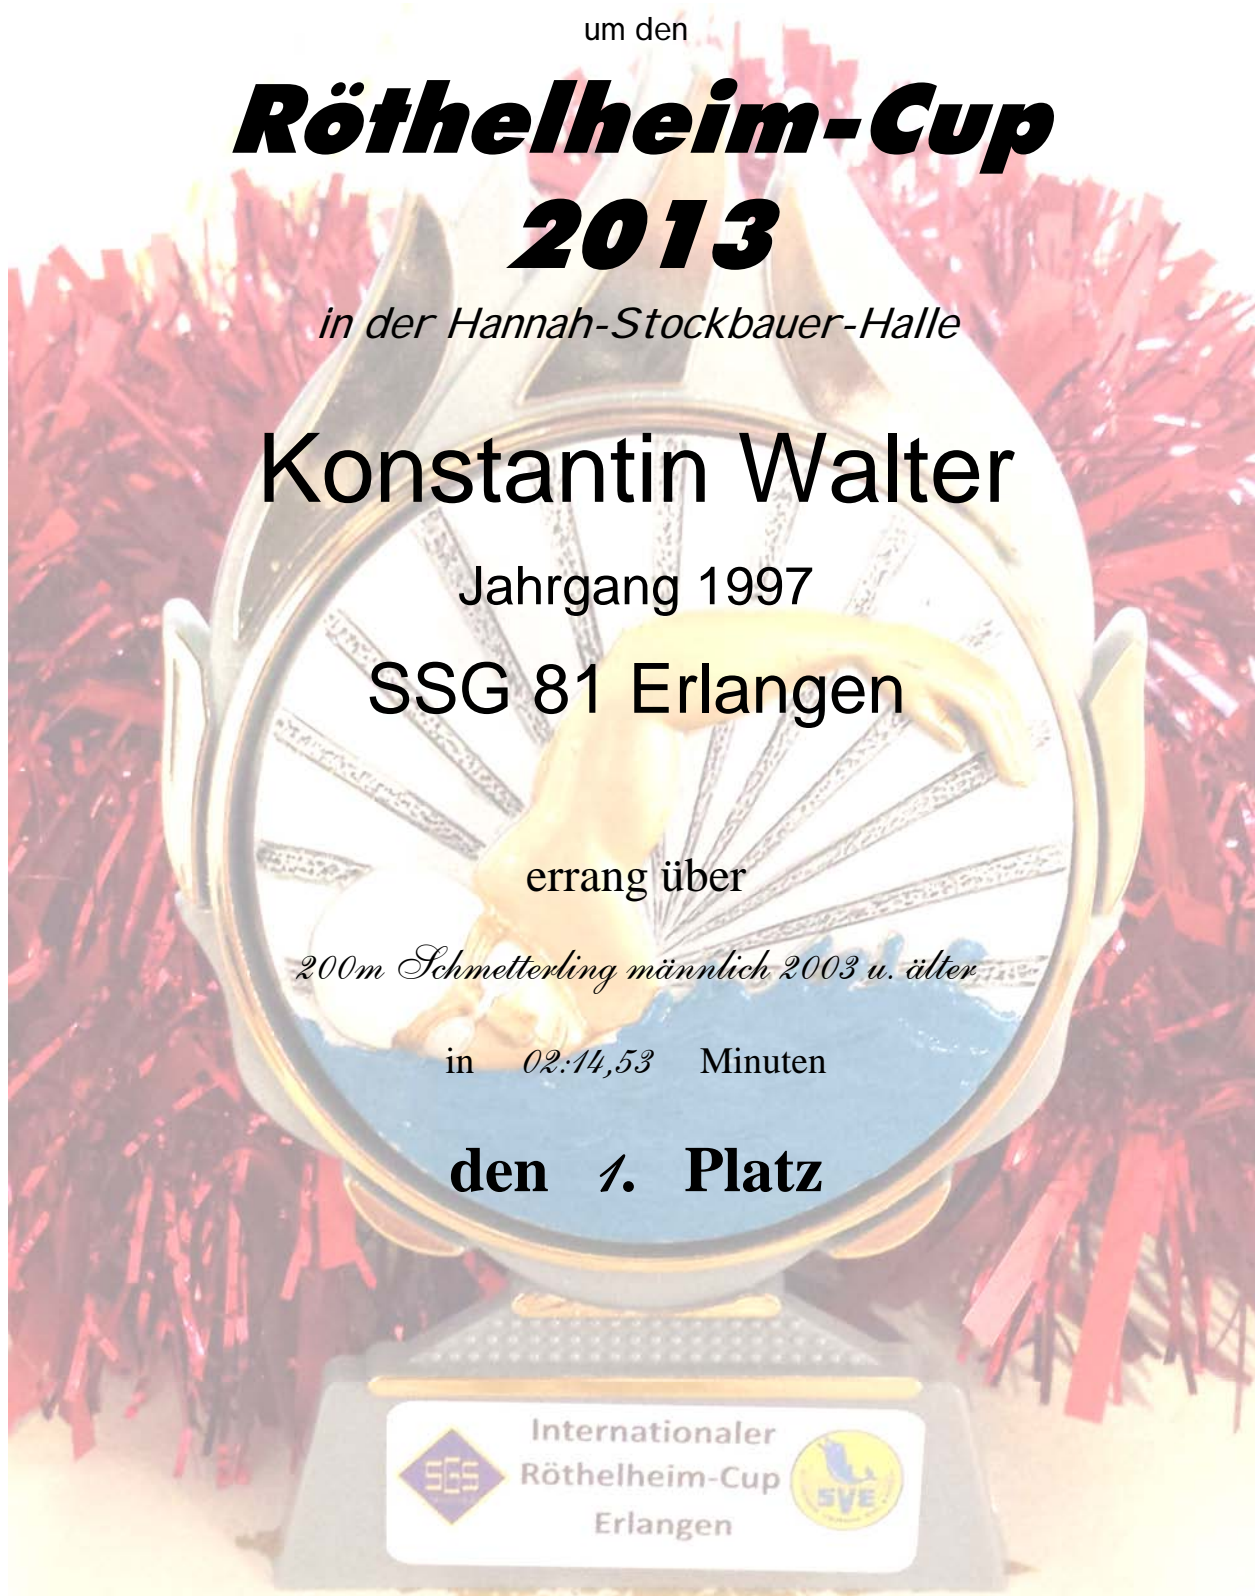 um den
Röthelheim-Cup
2013
in der Hannah-Stockbauer-Halle
Konstantin Walter
Jahrgang 1997
SSG 81 Erlangen
errang über
200m Schmetterling männlich 2003 u. älter
in 02:14,53 Minuten
den 1. Platz
Internationaler
SGS Röthelheim-Cup SVE
Erlangen